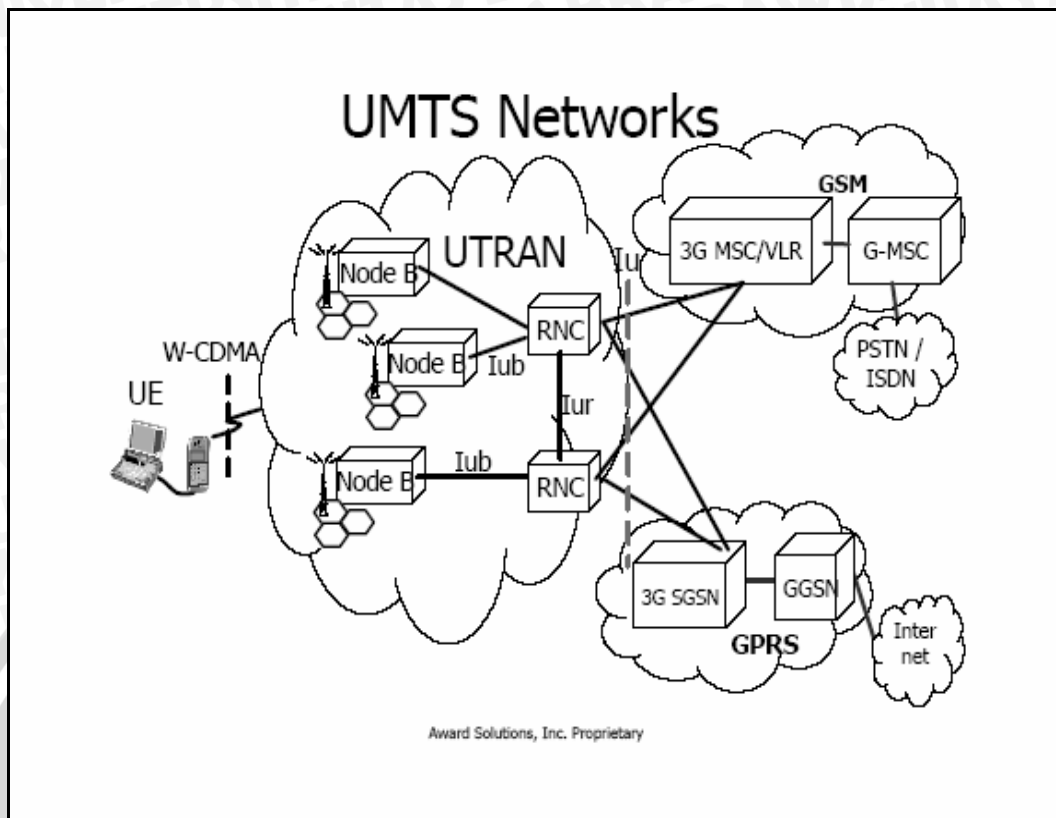 UMTS Networks
GSM
3G MSC/VLR
G-MSC
UTRAN
Iu
Node B
RNC
Node B
Iub
W-CDMA
UE
PSTN /
ISDN
Iur
Node B
Iub
RNC
3G SGSN
GGSN
GPRS
Inter
net
Award Solutions, Inc. Proprietary